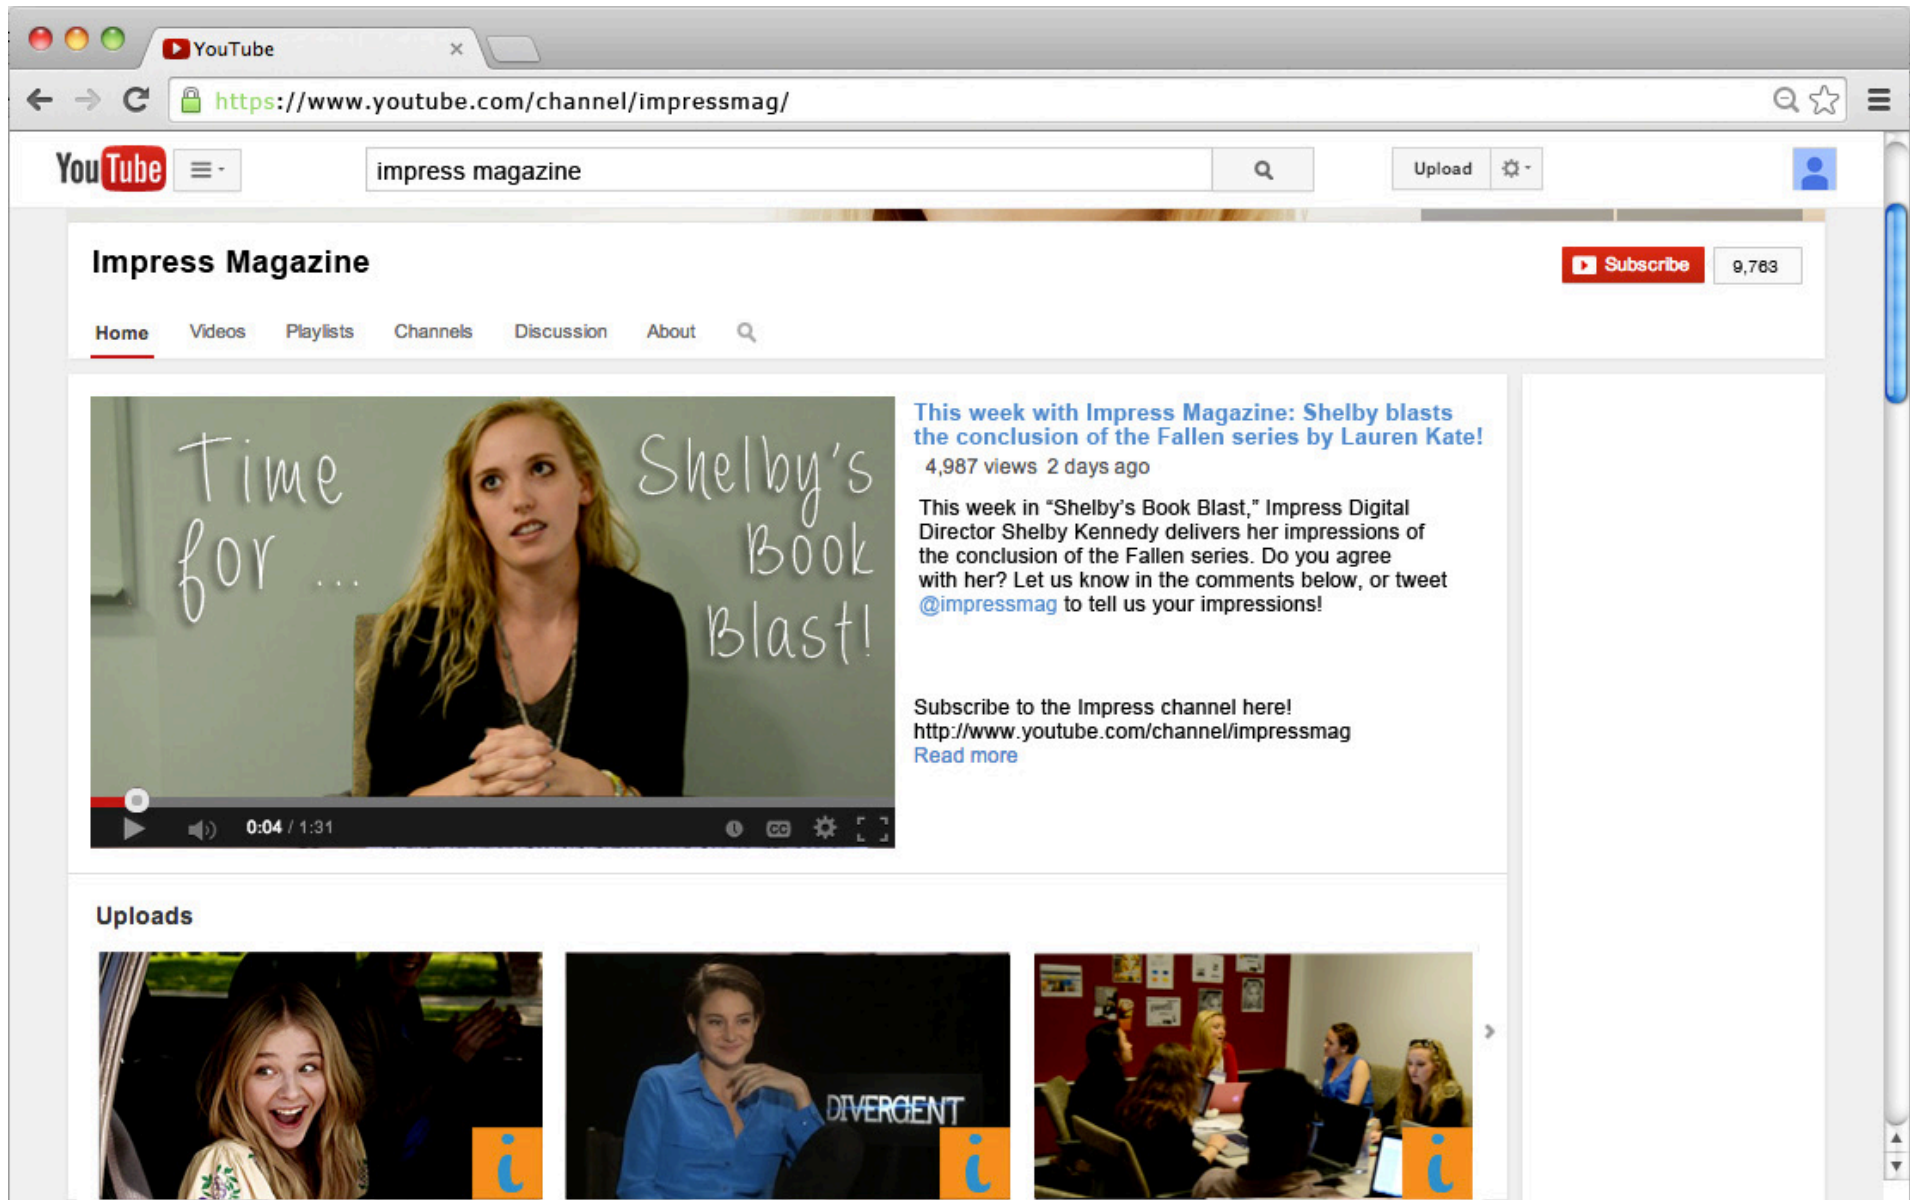 YouTube
https://www.youtube.com/channel/impressmag/
YouTube
impress magazine
Upload
Impress Magazine
Subscribe 9,763
Home Videos Playlists Channels Discussion About
Time for ...
Shelby's Book Blast!
0:04 / 1:31
CC
This week with Impress Magazine: Shelby blasts
the conclusion of the Fallen series by Lauren Kate!
4,987 views 2 days ago
This week in “Shelby’s Book Blast,” Impress Digital
Director Shelby Kennedy delivers her impressions of
the conclusion of the Fallen series. Do you agree
with her? Let us know in the comments below, or tweet
@impressmag to tell us your impressions!
Subscribe to the Impress channel here!
http://www.youtube.com/channel/impressmag
Read more
Uploads
i
DIVERGENT
i
i